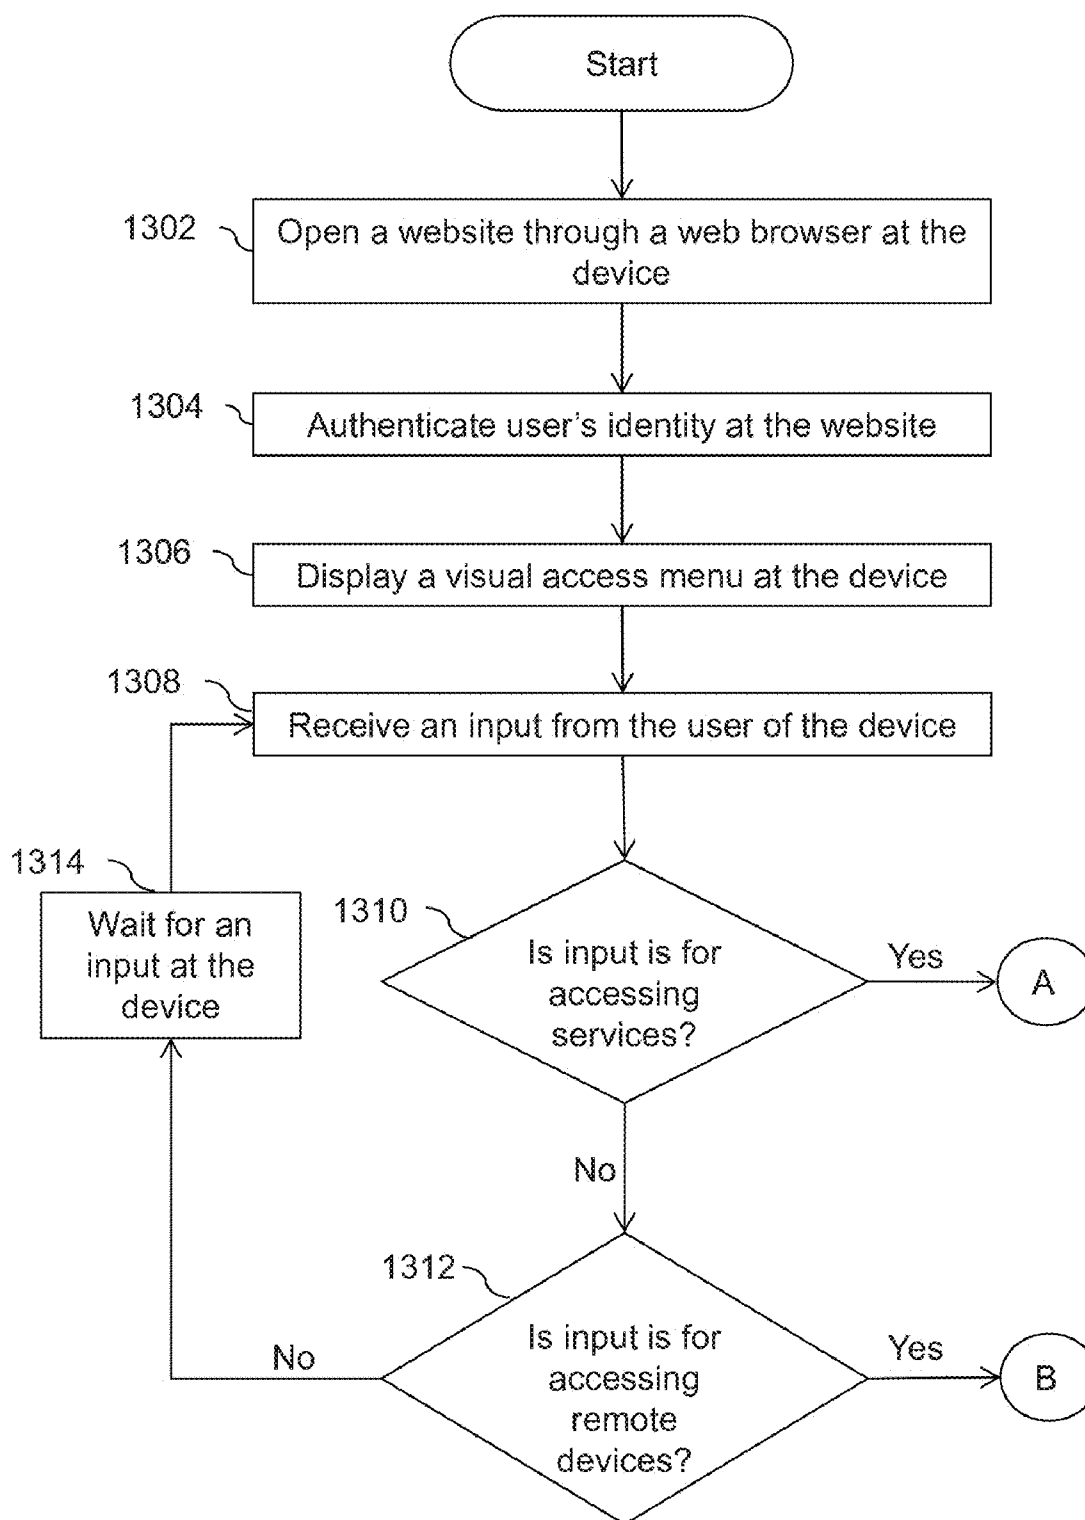 Start
1302
Open a website through a web browser at the
device
1304
Authenticate user's identity at the website
1306
Display a visual access menu at the device
1308
Receive an input from the user of the device
1314
Wait for an
input at the
device
1310
Is input is for
accessing
services?
Yes
A
No
1312
Is input is for
accessing
remote
devices?
Yes
B
No